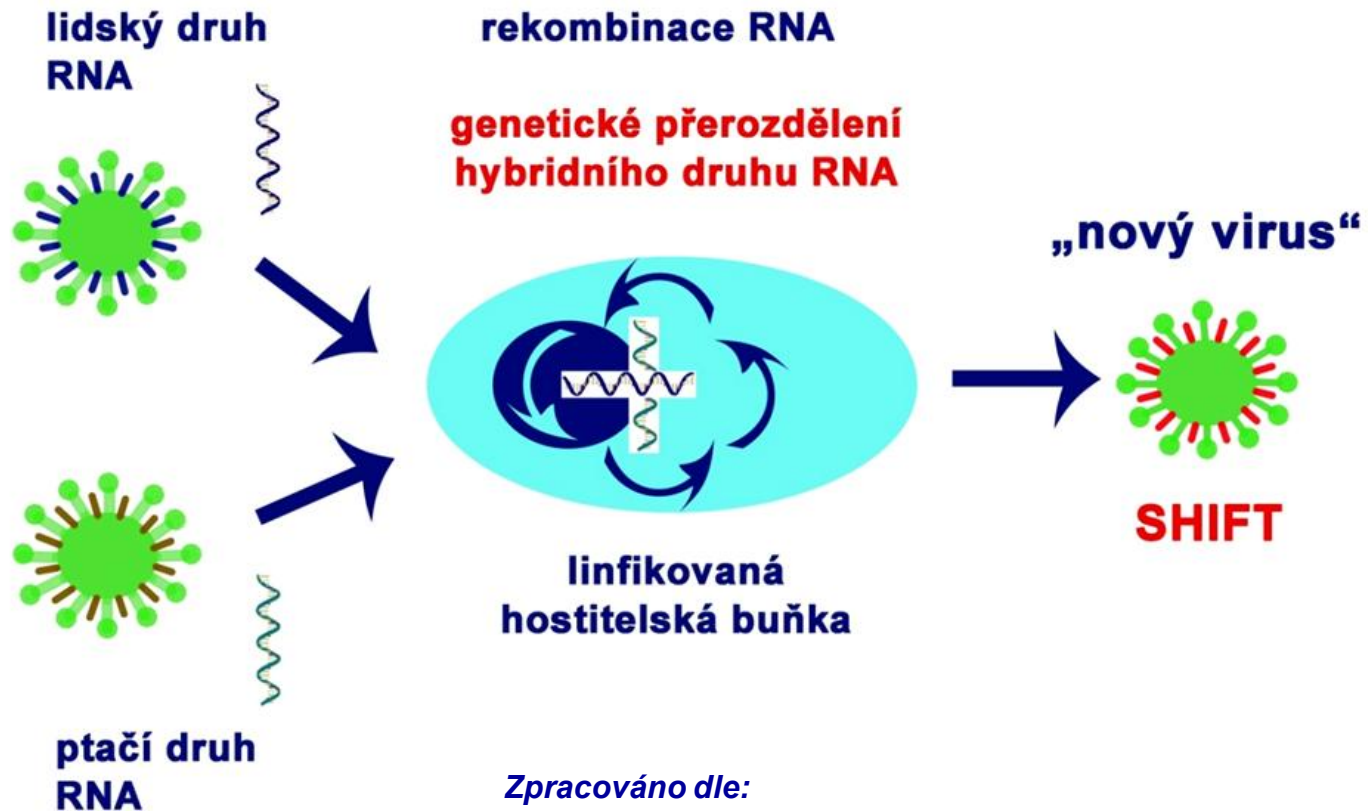 lidský druh
RNA
rekombinace RNA
genetické přerozdělení
hybridního druhu RNA
„nový virus“
SHIFT
linfikovaná
hostitelská buňka
ptačí druh
RNA
Zpracováno dle: